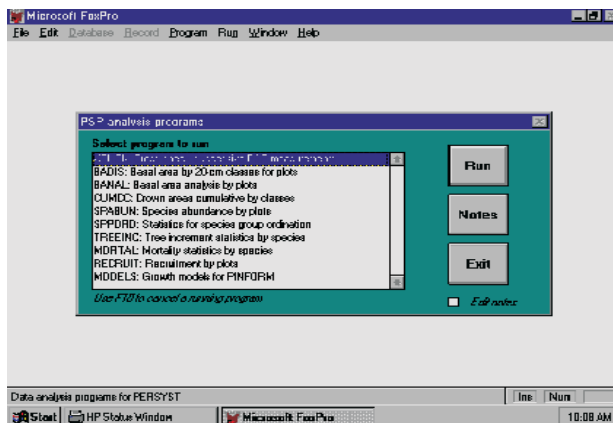 Microsoft FoxPro
File Edit Database Record Program Run Window Help
PSP analysis programs
Select program to run
BADIS: Basal area by 20-cm classes for plots
BANAL: Basal area analysis by plots
CUMDC: Crown areas cumulative by classes
SPABUN: Species abundance by plots
SPPORD: Statistics for species group ordination
TREEINC: Tree increment statistics by species
MORTAL: Mortality statistics by species
RECRUIT: Recruitment by plots
MODELS: Growth models for PINFORM
Use F10 to cancel a running program
Run
Notes
Exit
Edit notes
Data analysis programs for PERSYST
Ins Num
Start HP Status Window Microsoft FoxPro 10:08 AM